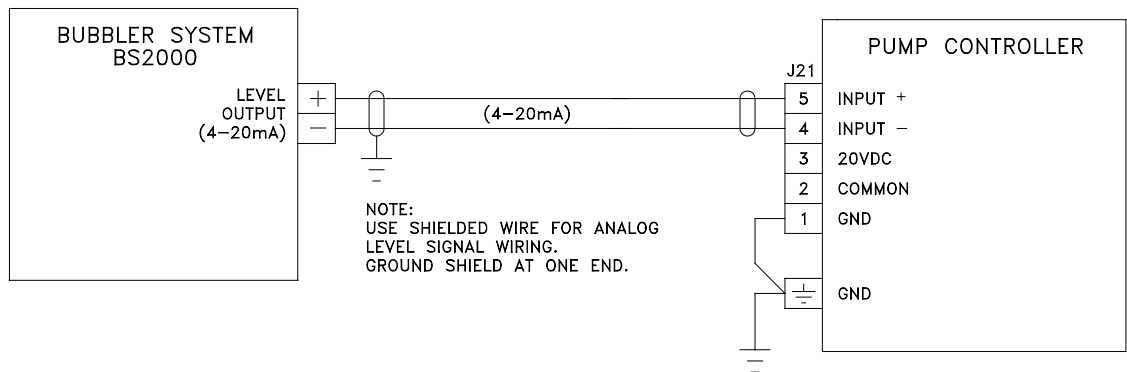 BUBBLER SYSTEM
BS2000
LEVEL
OUTPUT
(4-20mA)
+
-
(4-20mA)
NOTE:
USE SHIELDED WIRE FOR ANALOG
LEVEL SIGNAL WIRING.
GROUND SHIELD AT ONE END.
PUMP CONTROLLER
J21
5 INPUT +
4 INPUT -
3 20VDC
2 COMMON
1 GND
GND